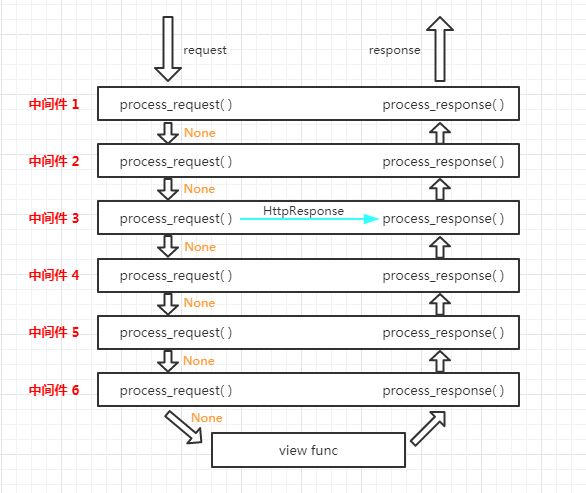 request response
中间件 1 process_request( ) process_response( )
None
中间件 2 process_request( ) process_response( )
None
中间件 3 process_request( ) HttpResponse process_response( )
None
中间件 4 process_request( ) process_response( )
None
中间件 5 process_request( ) process_response( )
None
中间件 6 process_request( ) process_response( )
None
view func